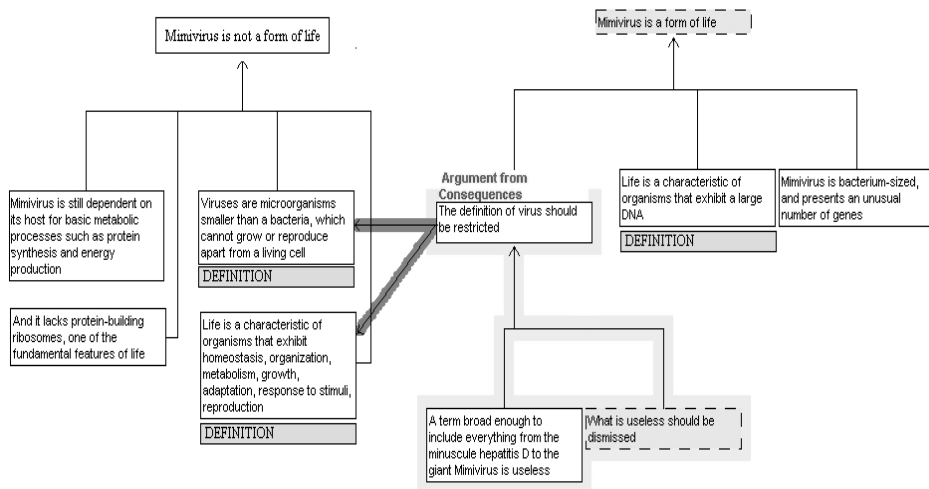 Mimivirus is not a form of life
Mimivirus is a form of life
Mimivirus is still dependent on
its host for basic metabolic
processes such as protein
synthesis and energy
production
And it lacks protein-building
ribosomes, one of the
fundamental features of life
Viruses are microorganisms
smaller than a bacteria, which
cannot grow or reproduce
apart from a living cell
DEFINITION
Life is a characteristic of
organisms that exhibit
homeostasis, organization,
metabolism, growth,
adaptation, response to stimuli,
reproduction
DEFINITION
Argument from
Consequences
The definition of virus should
be restricted
A term broad enough to
include everything from the
minuscule hepatitis D to the
giant Mimivirus is useless
What is useless should be
dismissed
Life is a characteristic of
organisms that exhibit a large
DNA
DEFINITION
Mimivirus is bacterium-sized,
and presents an unusual
number of genes